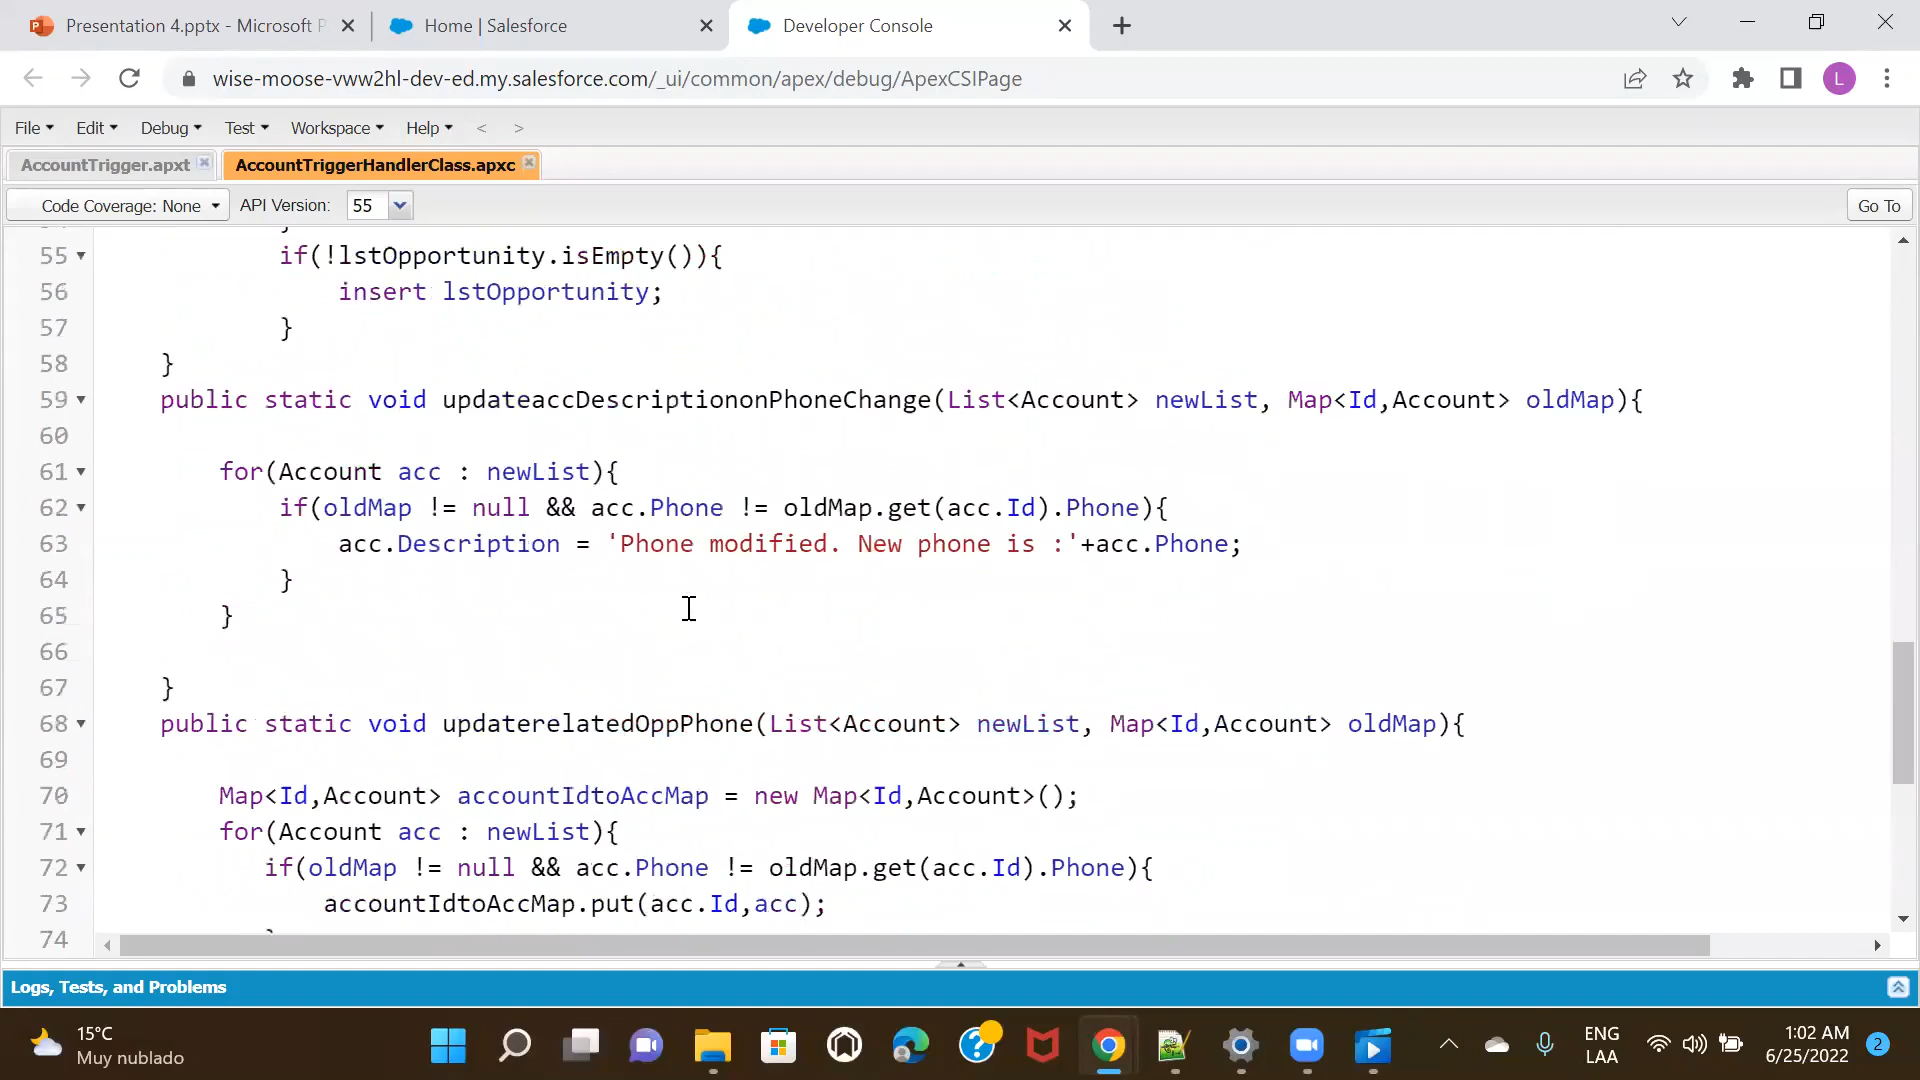 Presentation 4.pptx - Microsoft P
Home | Salesforce
Developer Console
wise-moose-vww2hl-dev-ed.my.salesforce.com/_ui/common/apex/debug/ApexCSIPage
L
File Edit Debug Test Workspace Help < >
AccountTrigger.apxt
AccountTriggerHandlerClass.apxc
Code Coverage: None API Version: 55 Go To
55 if(!lstOpportunity.isEmpty()){
56 insert lstOpportunity;
57 }
58 }
59 public static void updateaccDescriptiononPhoneChange(List<Account> newList, Map<Id,Account> oldMap){
60
61 for(Account acc : newList){
62 if(oldMap != null && acc.Phone != oldMap.get(acc.Id).Phone){
63 acc.Description = 'Phone modified. New phone is :'+acc.Phone;
64 }
65 }
66
67 }
68 public static void updaterelatedOppPhone(List<Account> newList, Map<Id,Account> oldMap){
69
70 Map<Id,Account> accountIdtoAccMap = new Map<Id,Account>();
71 for(Account acc : newList){
72 if(oldMap != null && acc.Phone != oldMap.get(acc.Id).Phone){
73 accountIdtoAccMap.put(acc.Id,acc);
74
Logs, Tests, and Problems
15°C
Muy nublado
ENG
LAA
1:02 AM
6/25/2022
2